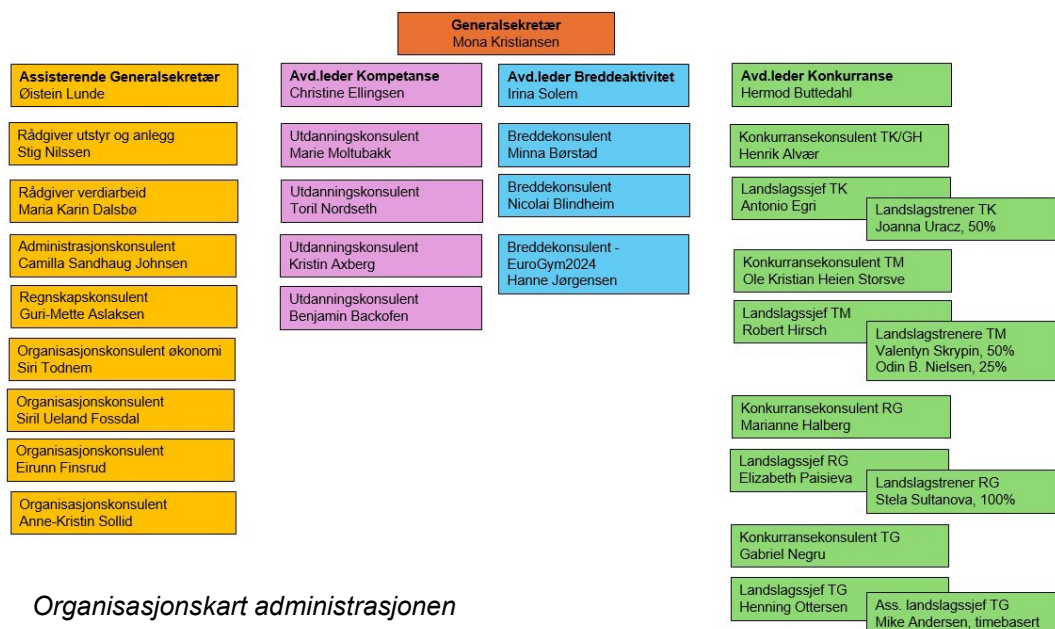 Generalsekretær
Mona Kristiansen
Assisterende Generalsekretær
Øistein Lunde
Rådgiver utstyr og anlegg
Stig Nilssen
Rådgiver verdiarbeid
Maria Karin Dalsbø
Administrasjonskonsulent
Camilla Sandhaug Johnsen
Regnskapskonsulent
Guri-Mette Aslaksen
Organisasjonskonsulent økonomi
Siri Todnem
Organisasjonskonsulent
Siril Ueland Fossdal
Organisasjonskonsulent
Eirunn Finsrud
Organisasjonskonsulent
Anne-Kristin Sollid
Avd.leder Kompetanse
Christine Ellingsen
Utdanningkonsulent
Marie Moltubakk
Utdanningskonsulent
Toril Nordseth
Utdanningskonsulent
Kristin Axberg
Utdanningskonsulent
Benjamin Backofen
Avd.leder Breddeaktivitet
Irina Solem
Breddekonsulent
Minna Børstad
Breddekonsulent
Nicolai Blindheim
Breddekonsulent -
EuroGym2024
Hanne Jørgensen
Avd.leder Konkurranse
Hermod Buttedahl
Konkurransekonsulent TK/GH
Henrik Alvær
Landslagssjef TK
Antonio Egri
Landslagstrener TK
Joanna Uracz, 50%
Konkurransekonsulent TM
Ole Kristian Heien Storsve
Landslagssjef TM
Robert Hirsch
Landslagstrenere TM
Valentyn Skrypin, 50%
Odin B. Nielsen, 25%
Konkurransekonsulent RG
Marianne Halberg
Landslagssjef RG
Elizabeth Paisieva
Landslagstrener RG
Stela Sultanova, 100%
Konkurransekonsulent TG
Gabriel Negru
Landslagssjef TG
Henning Ottersen
Ass. landslagssjef TG
Mike Andersen, timebasert
Organisasjonskart administrasjonen